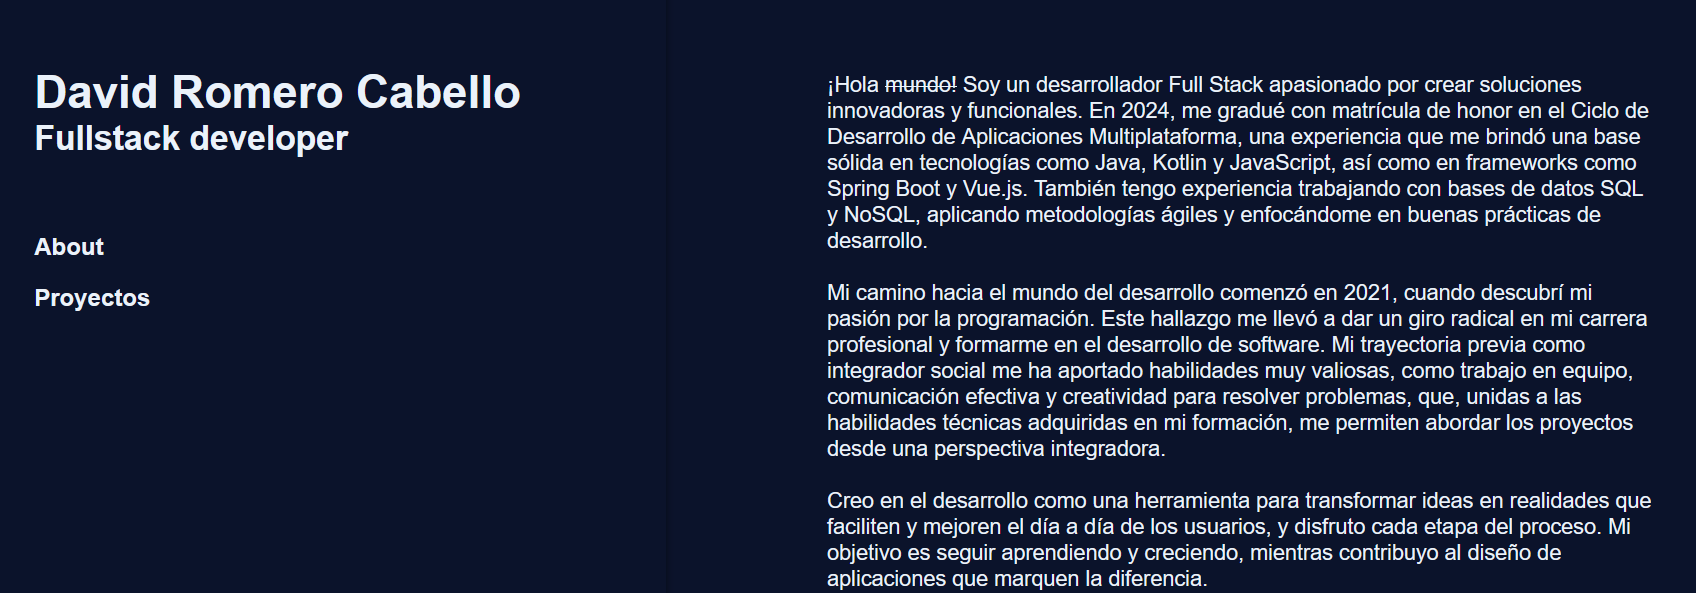 David Romero Cabello
Fullstack developer
About
Proyectos
¡Hola mundo! Soy un desarrollador Full Stack apasionado por crear soluciones
innovadoras y funcionales. En 2024, me gradué con matrícula de honor en el Ciclo de
Desarrollo de Aplicaciones Multiplataforma, una experiencia que me brindó una base
sólida en tecnologías como Java, Kotlin y JavaScript, así como en frameworks como
Spring Boot y Vue.js. También tengo experiencia trabajando con bases de datos SQL
y NoSQL, aplicando metodologías ágiles y enfocándome en buenas prácticas de
desarrollo.
Mi camino hacia el mundo del desarrollo comenzó en 2021, cuando descubrí mi
pasión por la programación. Este hallazgo me llevó a dar un giro radical en mi carrera
profesional y formarme en el desarrollo de software. Mi trayectoria previa como
integrador social me ha aportado habilidades muy valiosas, como trabajo en equipo,
comunicación efectiva y creatividad para resolver problemas, que, unidas a las
habilidades técnicas adquiridas en mi formación, me permiten abordar los proyectos
desde una perspectiva integradora.
Creo en el desarrollo como una herramienta para transformar ideas en realidades que
faciliten y mejoren el día a día de los usuarios, y disfruto cada etapa del proceso. Mi
objetivo es seguir aprendiendo y creciendo, mientras contribuyo al diseño de
aplicaciones que marquen la diferencia.